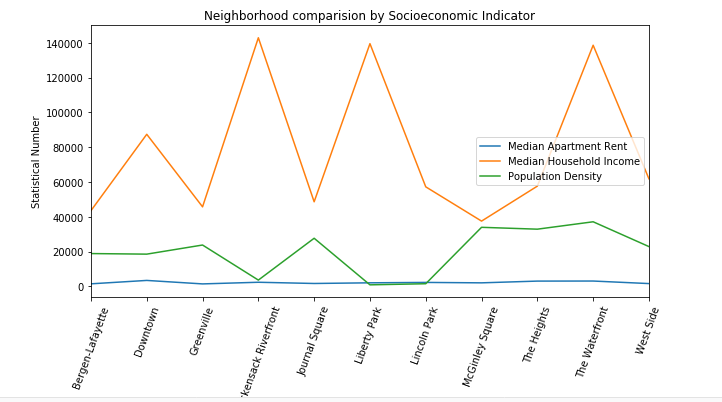 Neighborhood comparision by Socioeconomic Indicator
140000
120000
100000
80000
60000
40000
20000
0
Statistical Number
Median Apartment Rent
Median Household Income
Population Density
Bergen-Lafayette
Downtown
Greenville
kensack Riverfront
Journal Square
Liberty Park
Lincoln Park
McGinley Square
The Heights
The Waterfront
West Side